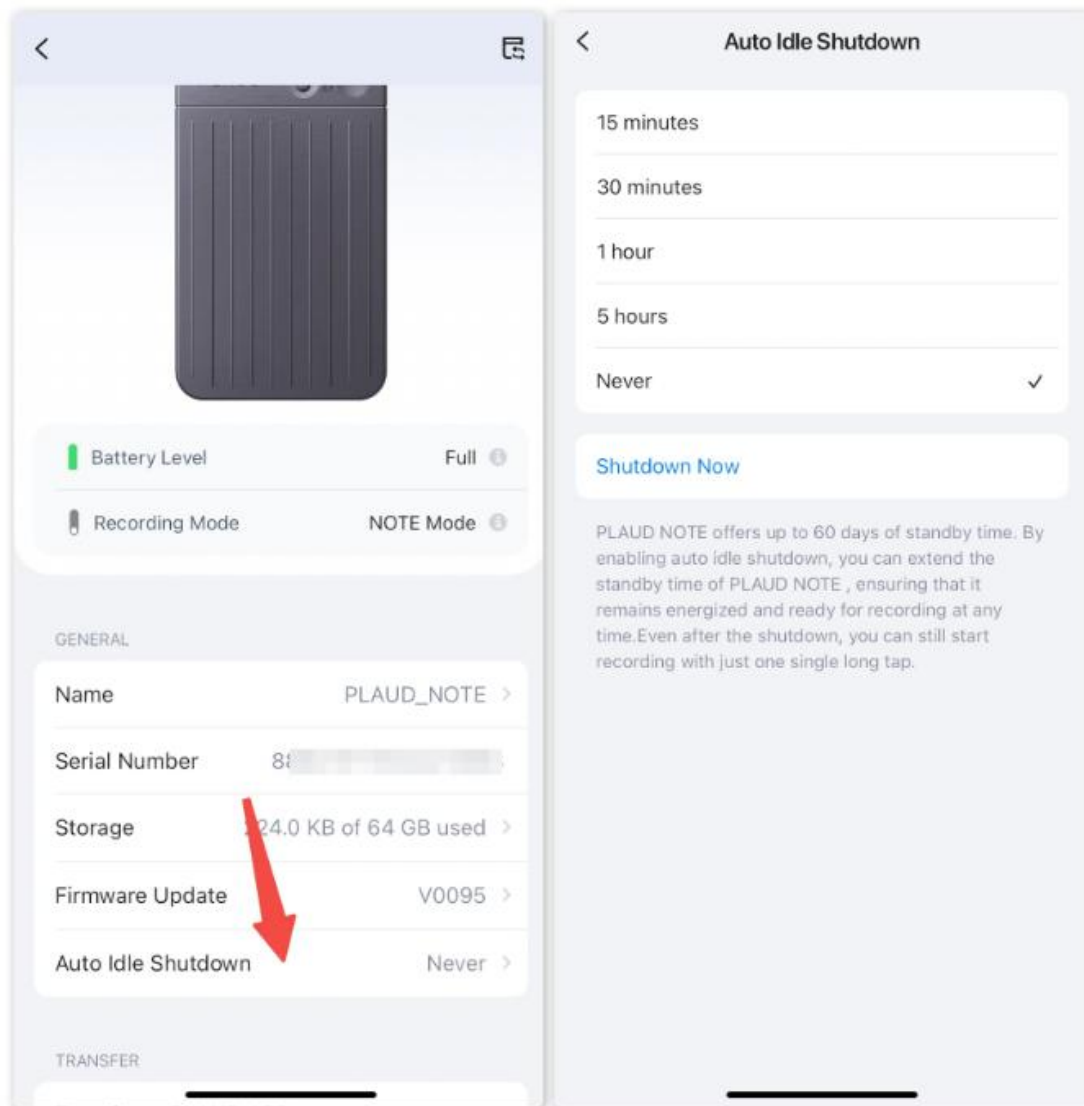 Battery Level
Full
Recording Mode
NOTE Mode
GENERAL
Name
PLAUD_NOTE
Serial Number
Storage
24.0 KB of 64 GB used
Firmware Update
V0095
Auto Idle Shutdown
Never
TRANSFER
Auto Idle Shutdown
15 minutes
30 minutes
1 hour
5 hours
Never
Shutdown Now
PLAUD NOTE offers up to 60 days of standby time. By
enabling auto idle shutdown, you can extend the
standby time of PLAUD NOTE , ensuring that it
remains energized and ready for recording at any
time.Even after the shutdown, you can still start
recording with just one single long tap.